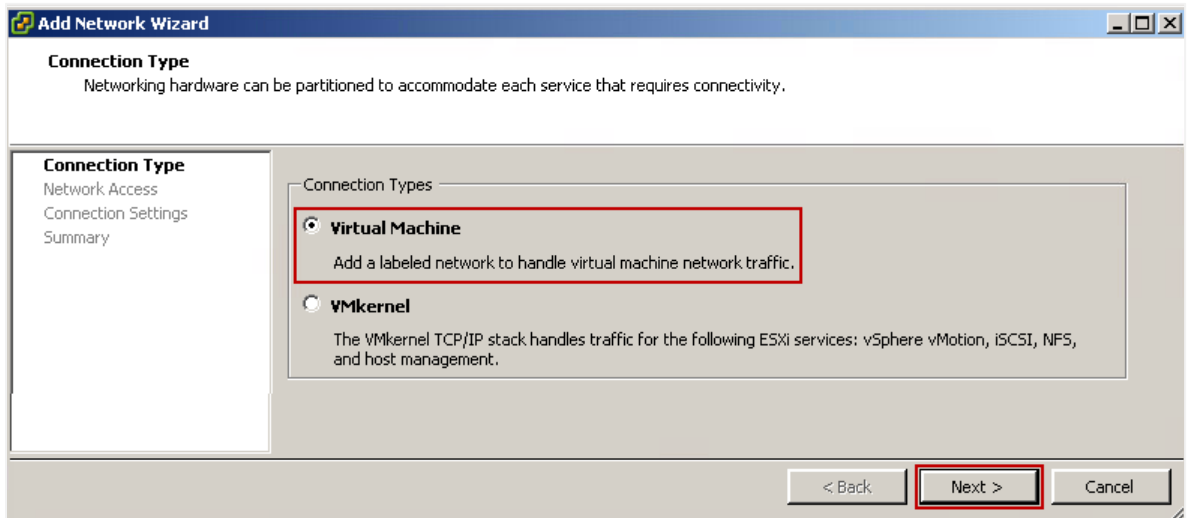 Add Network Wizard
Connection Type
Networking hardware can be partitioned to accommodate each service that requires connectivity.
Connection Type
Network Access
Connection Settings
Summary
Connection Types
Virtual Machine
Add a labeled network to handle virtual machine network traffic.
VMkernel
The VMkernel TCP/IP stack handles traffic for the following ESXi services: vSphere vMotion, iSCSI, NFS,
and host management.
< Back
Next >
Cancel